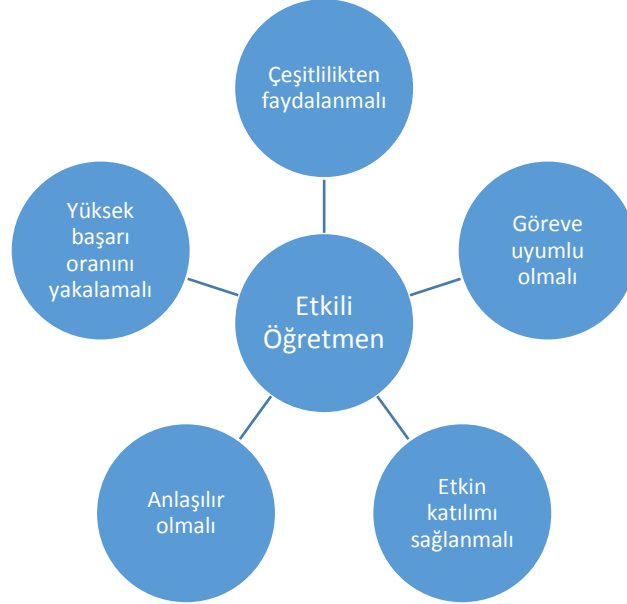 Çeşitlilikten
faydalanmalı
Yüksek
başarı
oranını
yakalamalı
Göreve
uyumlu
olmalı
Etkili
Öğretmen
Anlaşılır
olmalı
Etkin
katılımı
sağlanmalı